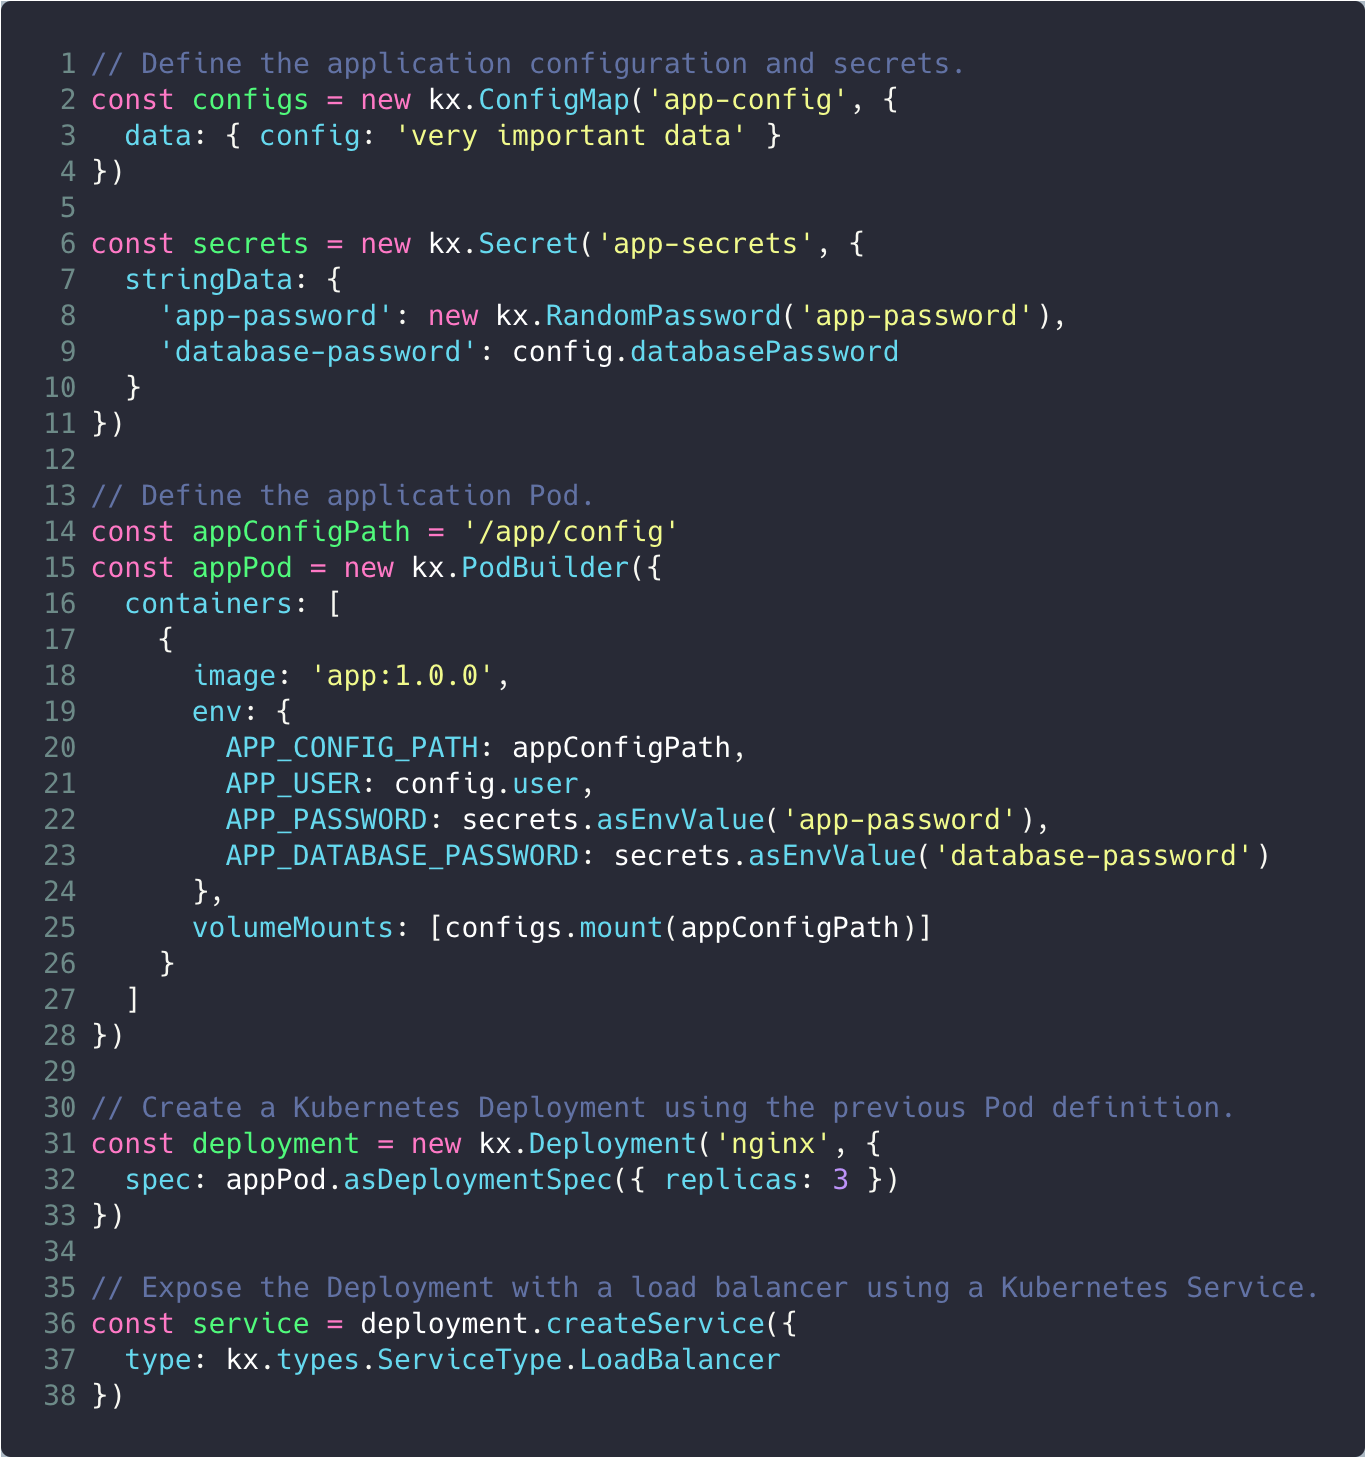 1 // Define the application configuration and secrets.
2 const configs = new kx.ConfigMap('app-config', {
3   data: { config: 'very important data' }
4 })
5
6 const secrets = new kx.Secret('app-secrets', {
7   stringData: {
8     'app-password': new kx.RandomPassword('app-password'),
9     'database-password': config.databasePassword
10   }
11 })
12
13 // Define the application Pod.
14 const appConfigPath = '/app/config'
15 const appPod = new kx.PodBuilder({
16   containers: [
17     {
18       image: 'app:1.0.0',
19       env: {
20         APP_CONFIG_PATH: appConfigPath,
21         APP_USER: config.user,
22         APP_PASSWORD: secrets.asEnvValue('app-password'),
23         APP_DATABASE_PASSWORD: secrets.asEnvValue('database-password')
24       },
25       volumeMounts: [configs.mount(appConfigPath)]
26     }
27   ]
28 })
29
30 // Create a Kubernetes Deployment using the previous Pod definition.
31 const deployment = new kx.Deployment('nginx', {
32   spec: appPod.asDeploymentSpec({ replicas: 3 })
33 })
34
35 // Expose the Deployment with a load balancer using a Kubernetes Service.
36 const service = deployment.createService({
37   type: kx.types.ServiceType.LoadBalancer
38 })